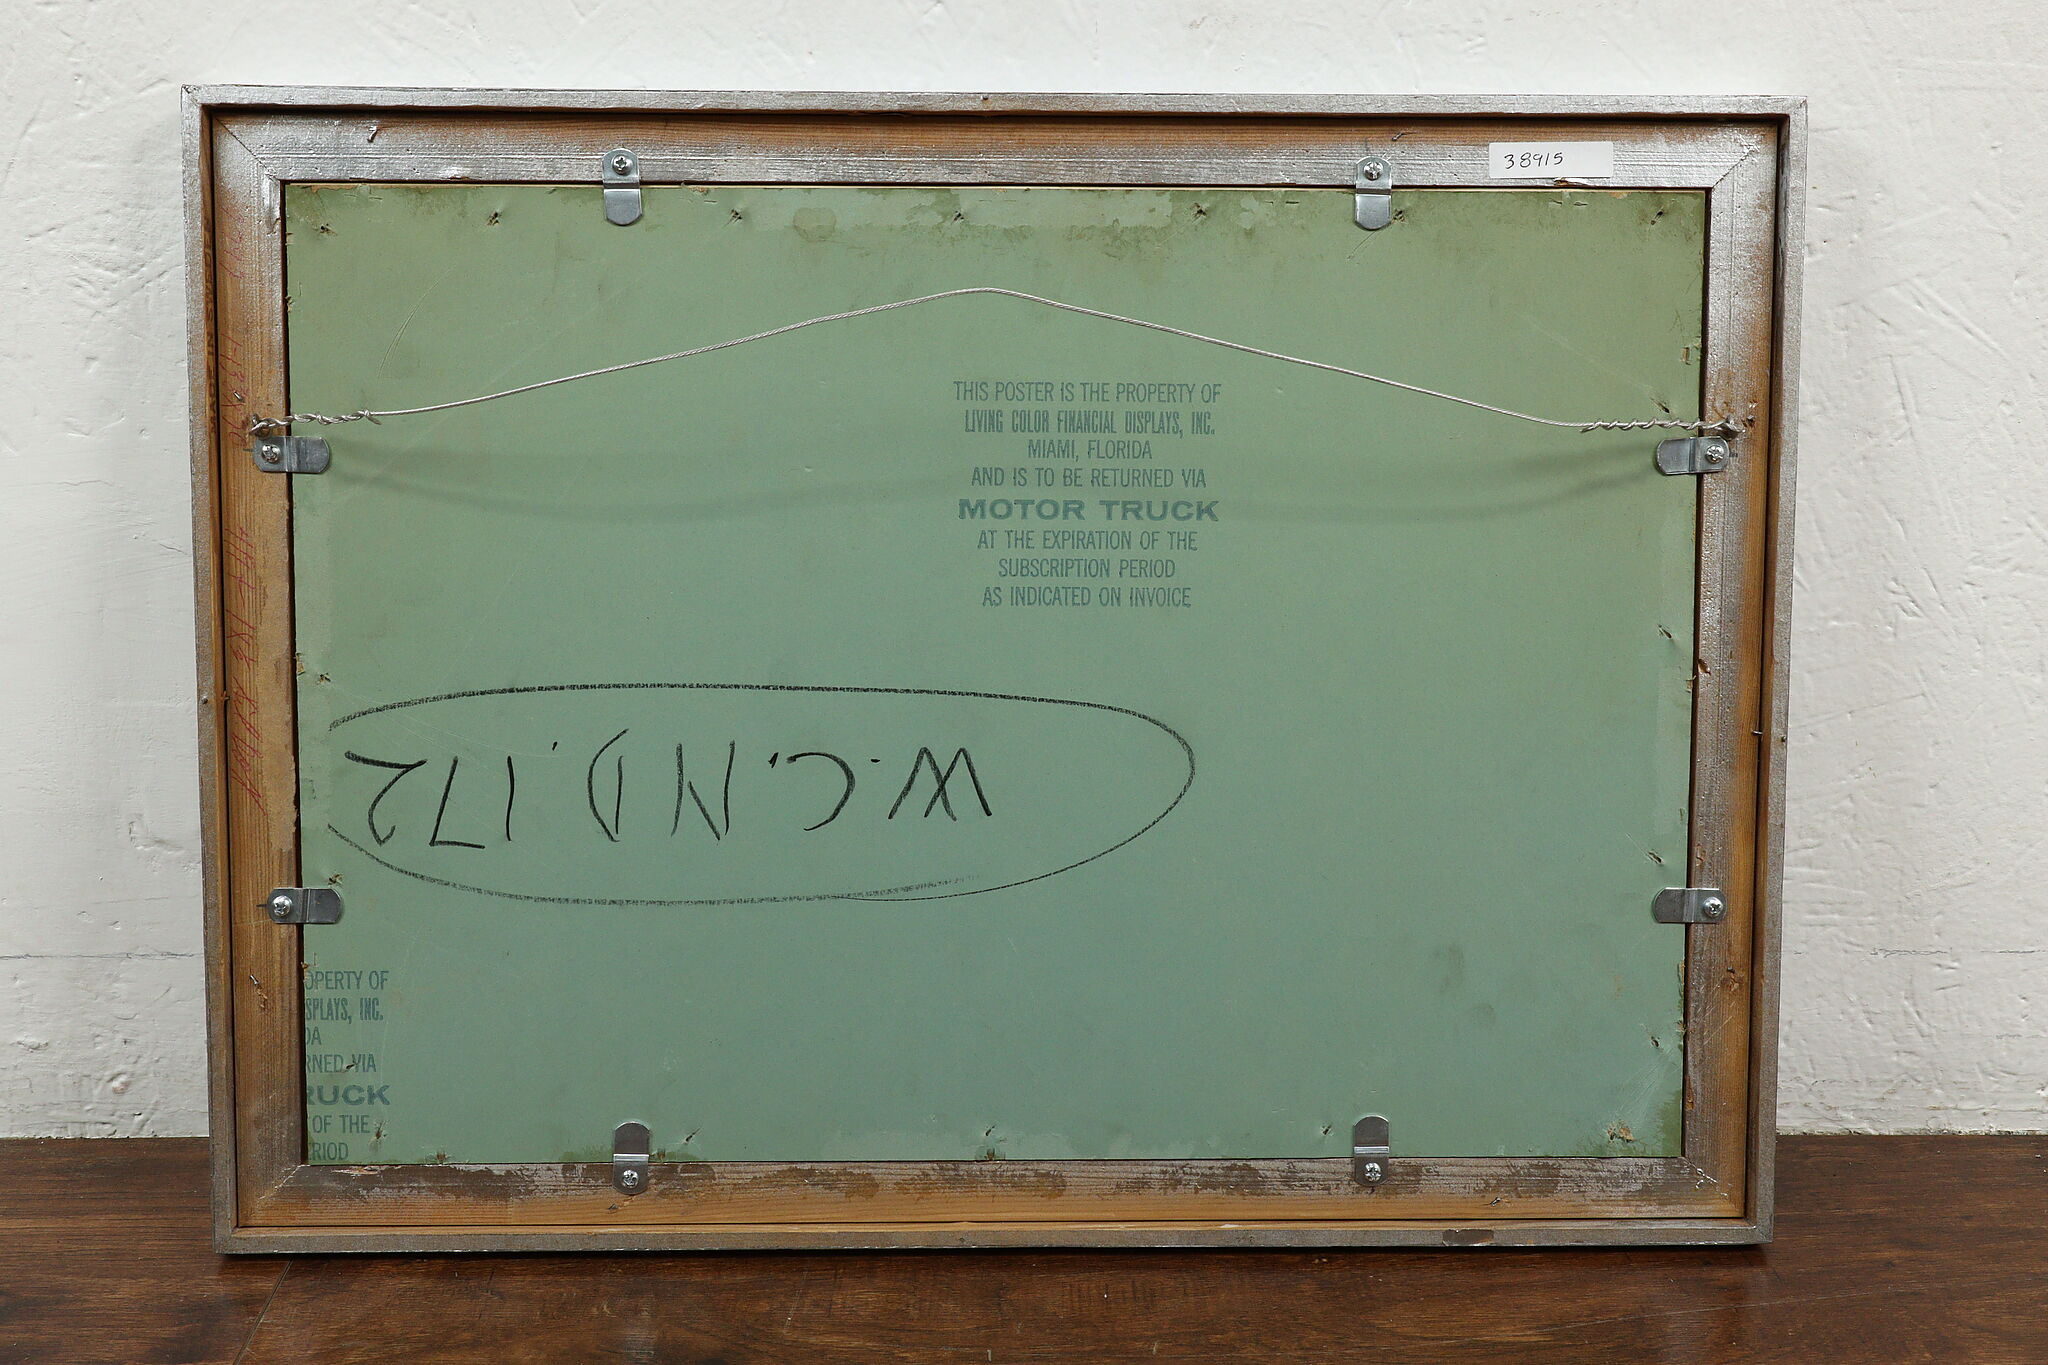 38915
THIS POSTER IS THE PROPERTY OF
LIVING COLOR FINANCIAL DISPLAYS, INC.
MIAMI, FLORIDA
AND IS TO BE RETURNED VIA
MOTOR TRUCK
AT THE EXPIRATION OF THE
SUBSCRIPTION PERIOD
AS INDICATED ON INVOICE
W.C.N.D.172
OPERTY OF
SPLAYS, INC.
DA
RNED VIA
RUCK
OF THE
ERIOD